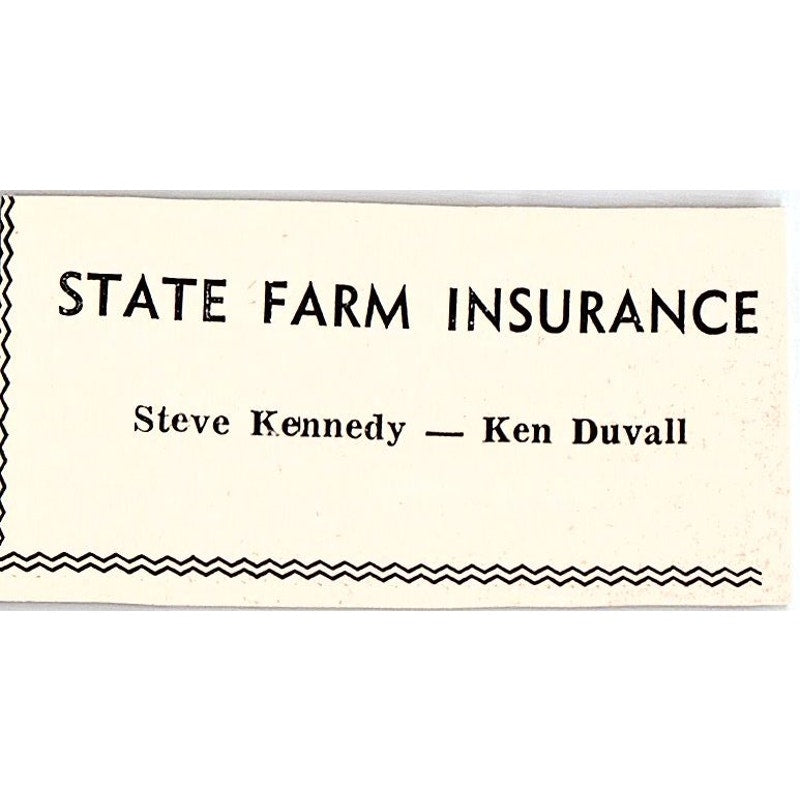 STATE FARM INSURANCE
Steve Kennedy — Ken Duvall